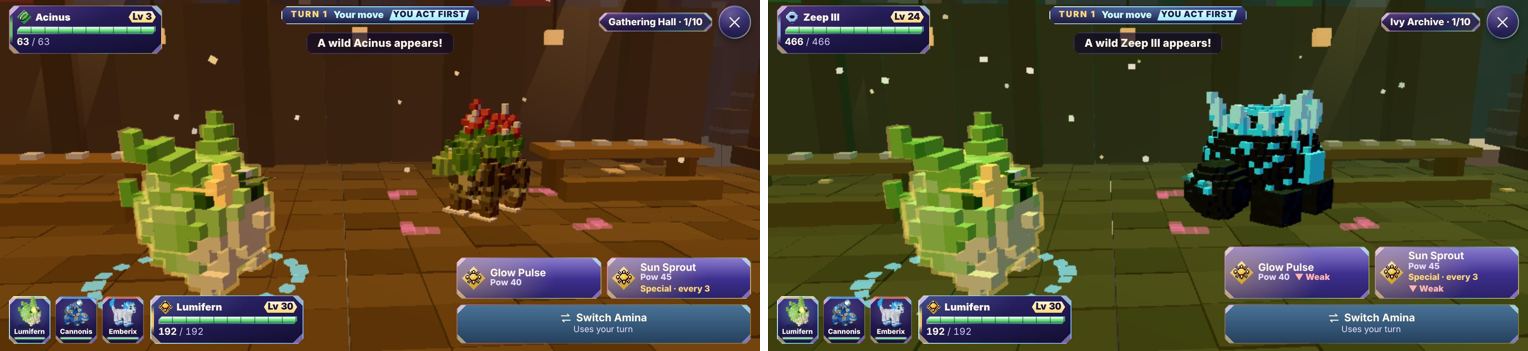 Acinus
Lv 3
63 / 63
TURN 1 Your move YOU ACT FIRST
A wild Acinus appears!
Gathering Hall · 1/10
Glow Pulse
Pow 40
Sun Sprout
Pow 45
Special · every 3
Switch Amina
Uses your turn
Lumifern
Cannonis
Emberix
Lumifern
Lv 30
192 / 192
Zeep III
Lv 24
466 / 466
TURN 1 Your move YOU ACT FIRST
A wild Zeep III appears!
Ivy Archive · 1/10
Glow Pulse
Pow 40 ▼ Weak
Sun Sprout
Pow 45
Special · every 3
▼ Weak
Switch Amina
Uses your turn
Lumifern
Cannonis
Emberix
Lumifern
Lv 30
192 / 192